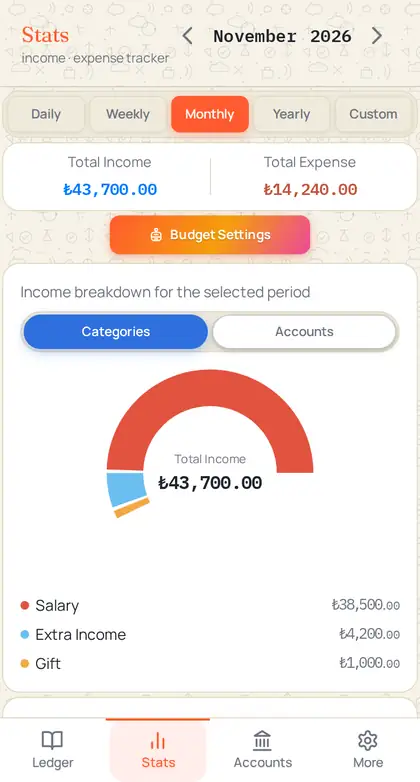 Stats
income · expense tracker
November 2026
Daily
Weekly
Monthly
Yearly
Custom
Total Income
₺43,700.00
Total Expense
₺14,240.00
Budget Settings
Income breakdown for the selected period
Categories
Accounts
Total Income
₺43,700.00
Salary
₺38,500.00
Extra Income
₺4,200.00
Gift
₺1,000.00
Ledger
Stats
Accounts
More